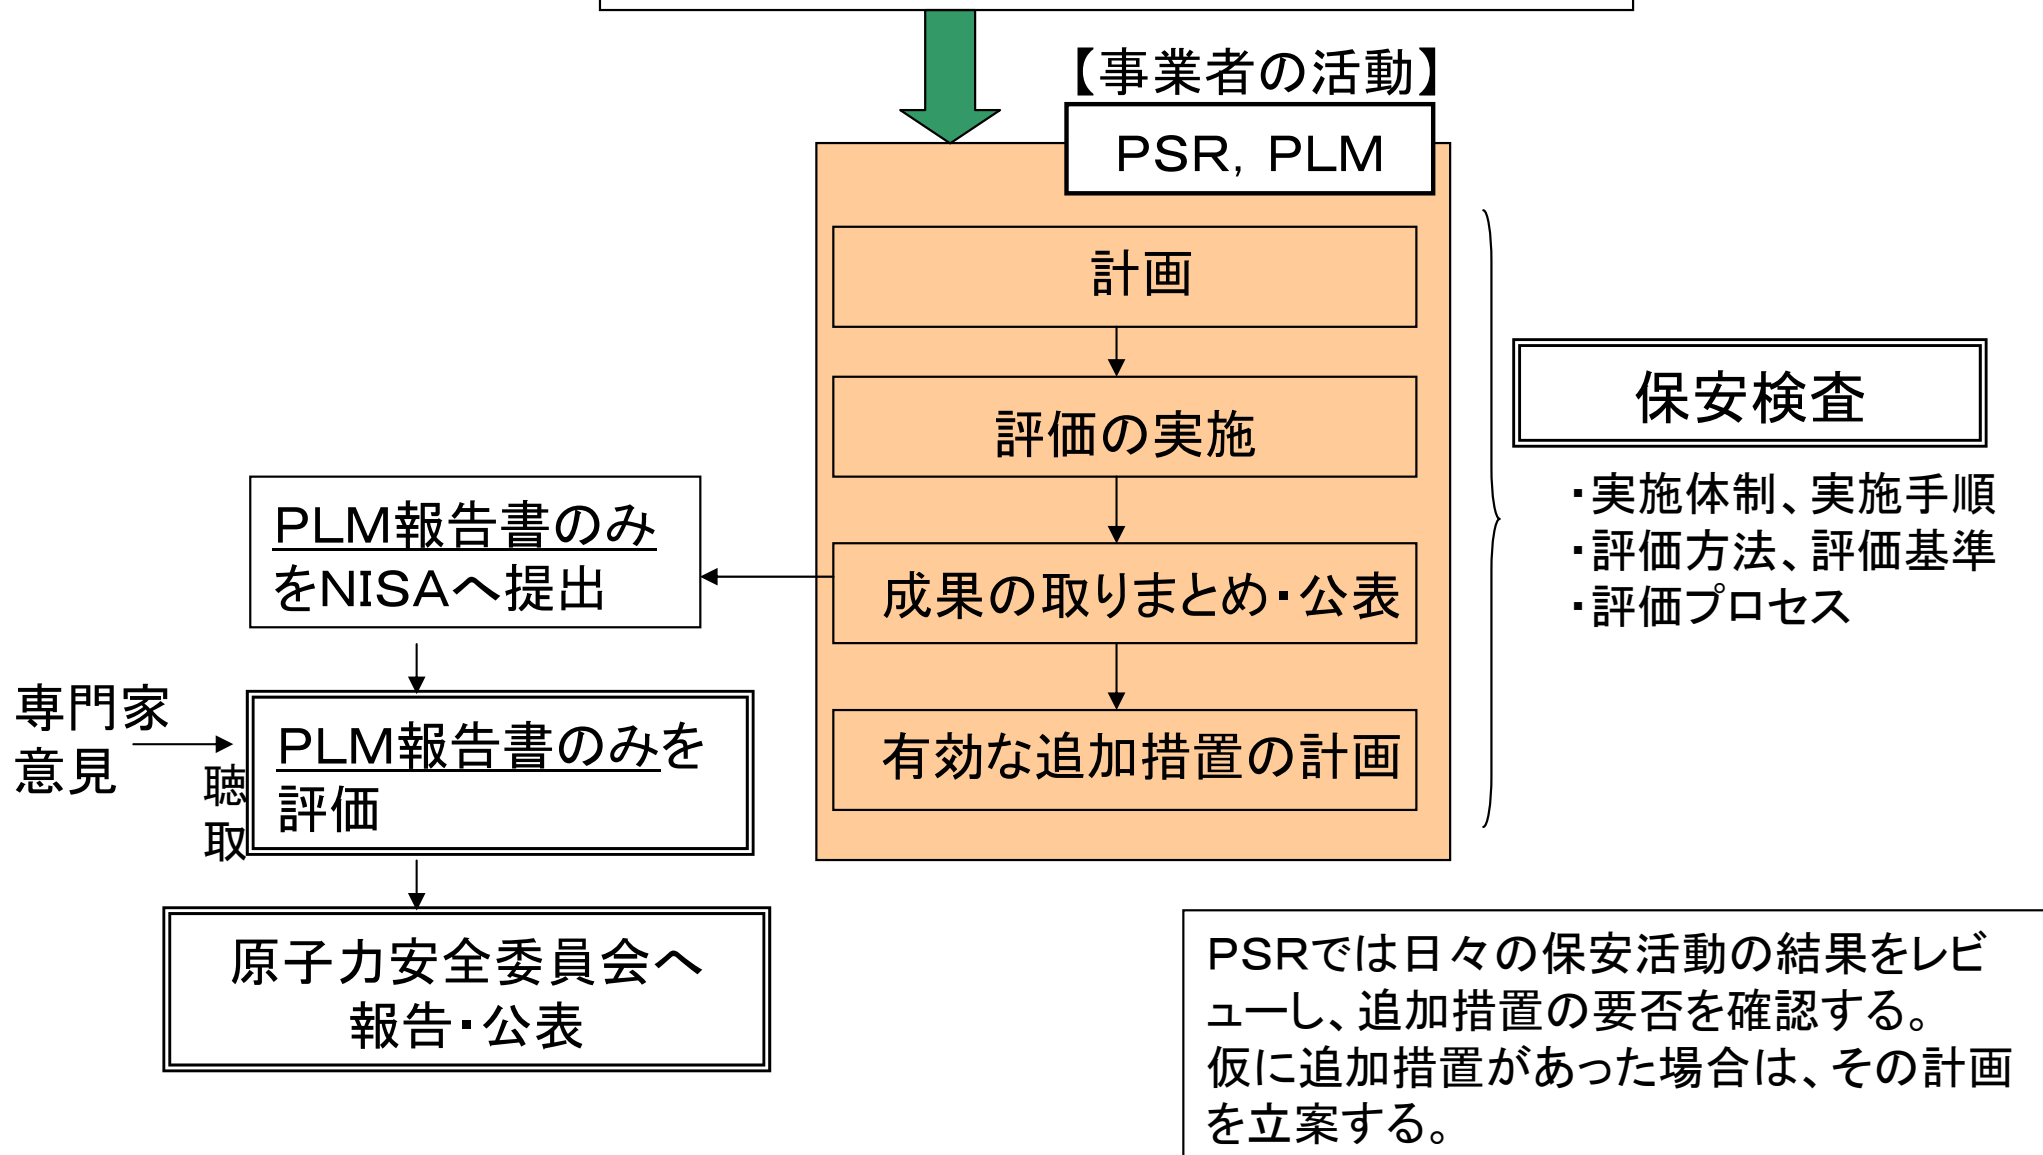 【事業者の活動】
PSR, PLM
計画
評価の実施
成果の取りまとめ・公表
有効な追加措置の計画
保安検査
・実施体制、実施手順
・評価方法、評価基準
・評価プロセス
PLM報告書のみ
をNISAへ提出
専門家
意見
聴
取
PLM報告書のみを
評価
原子力安全委員会へ
報告・公表
PSRでは日々の保安活動の結果をレビ
ューし、追加措置の要否を確認する。
仮に追加措置があった場合は、その計画
を立案する。